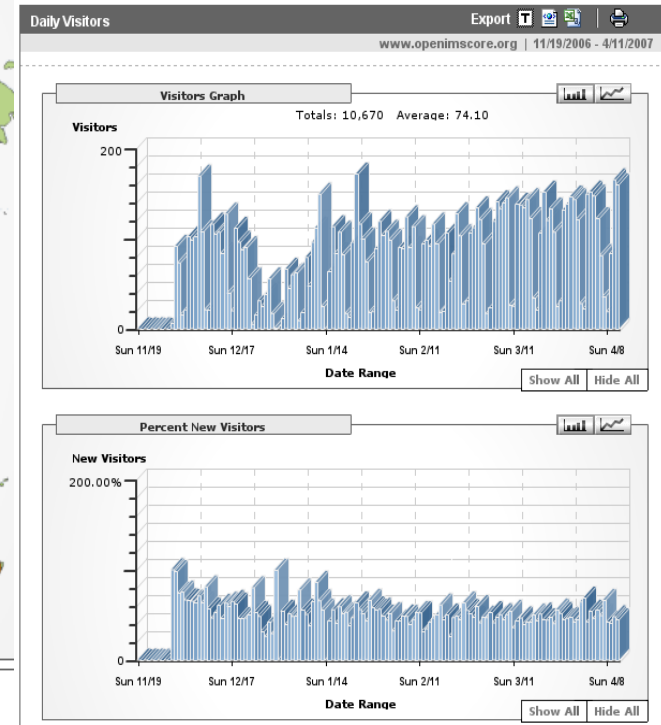 Daily Visitors Export T
www.openimscore.org | 11/19/2006 - 4/11/2007
Visitors Graph
Totals: 10,670 Average: 74.10
Visitors
200
0
Sun 11/19 Sun 12/17 Sun 1/14 Sun 2/11 Sun 3/11 Sun 4/8
Date Range
Show All Hide All
Percent New Visitors
New Visitors
200.00%
0
Sun 11/19 Sun 12/17 Sun 1/14 Sun 2/11 Sun 3/11 Sun 4/8
Date Range
Show All Hide All